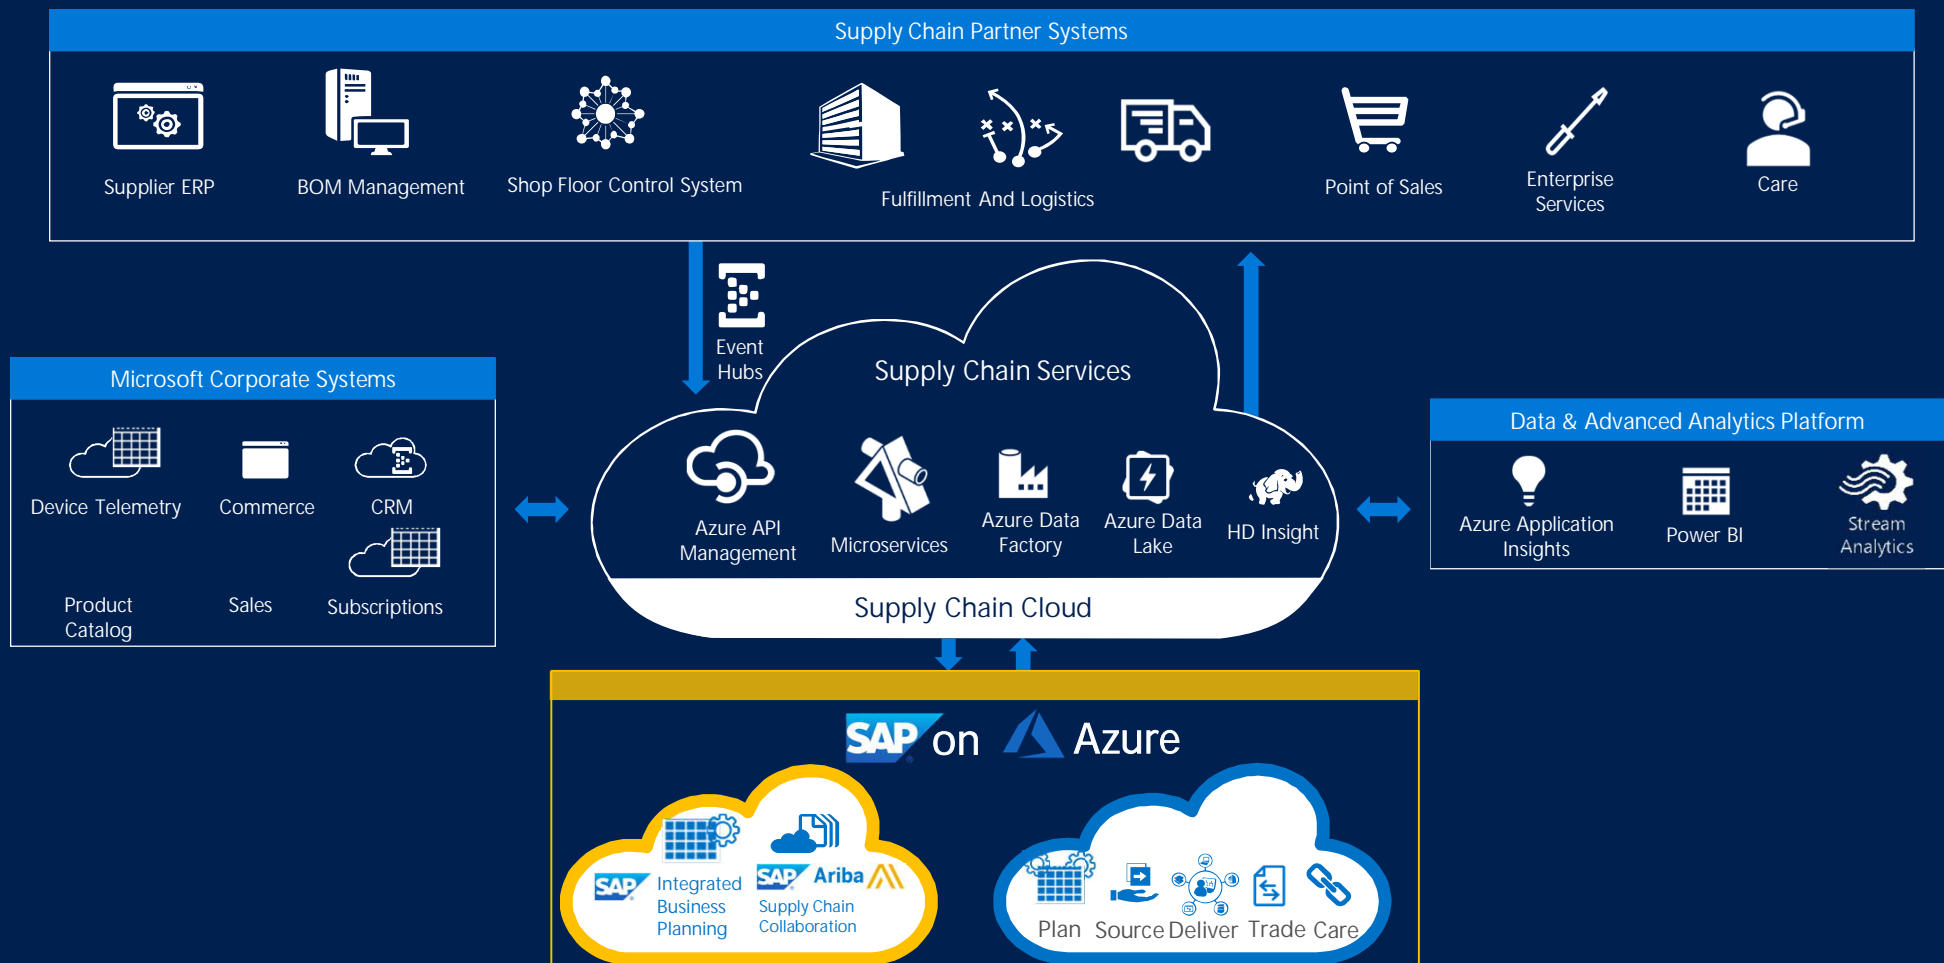 Supply Chain Partner Systems
Supplier ERP
BOM Management
Shop Floor Control System
Fulfillment And Logistics
Point of Sales
Enterprise
Services
Care
Event
Hubs
Supply Chain Services
Microsoft Corporate Systems
Device Telemetry
Commerce
CRM
Product
Catalog
Sales
Subscriptions
Azure API
Management
Microservices
Azure Data
Factory
Azure Data
Lake
HD Insight
Supply Chain Cloud
Data & Advanced Analytics Platform
Azure Application
Insights
Power BI
Stream
Analytics
SAP on Azure
SAP
Integrated
Business
Planning
SAP Ariba
Supply Chain
Collaboration
Plan
Source
Deliver
Trade
Care